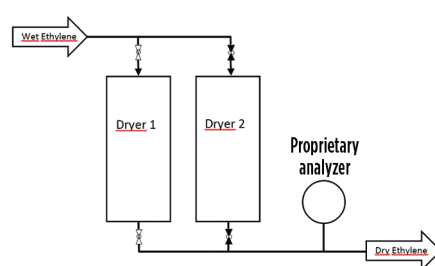 Wet Ethylene
Dryer 1
Dryer 2
Proprietary
analyzer
Dry Ethylene